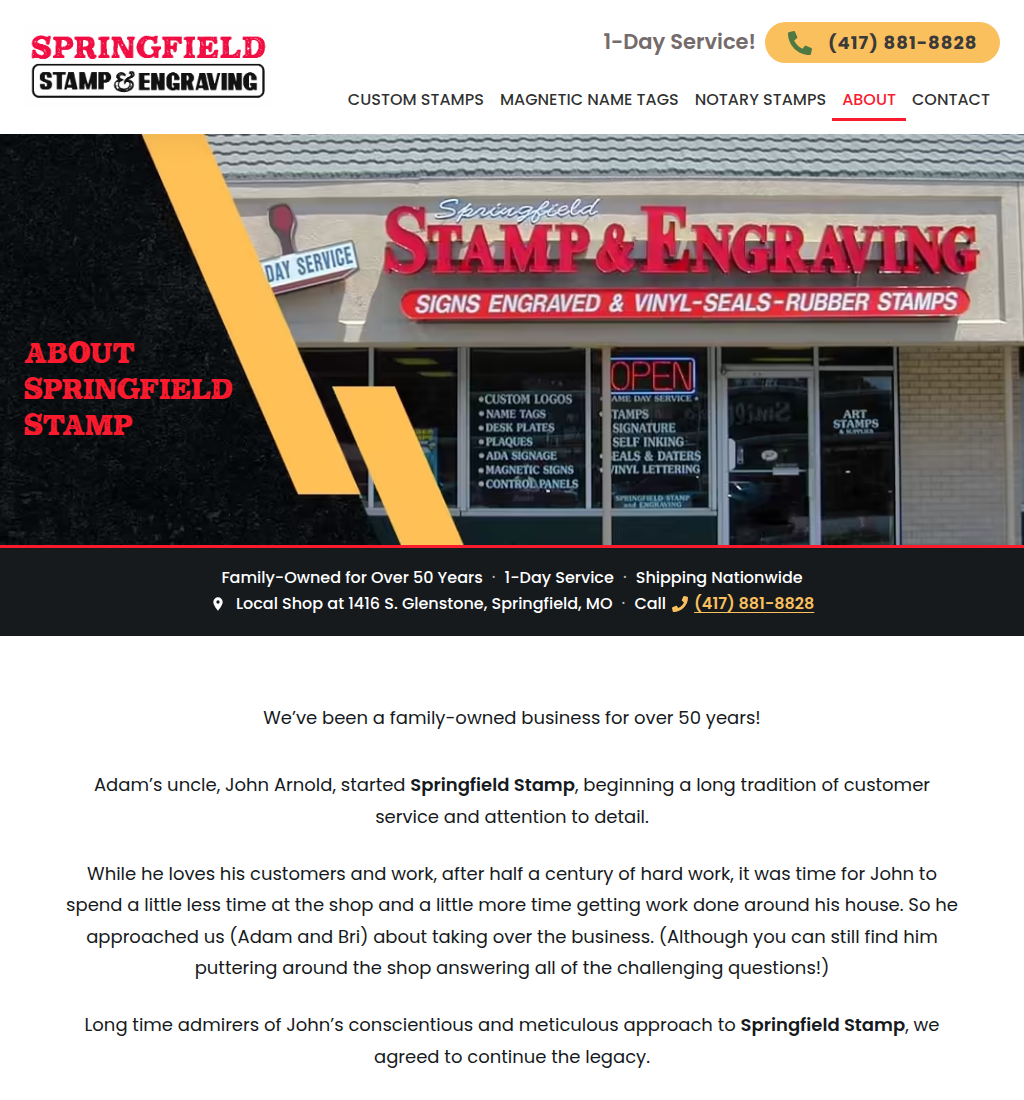 SPRINGFIELD
STAMP & ENGRAVING
1-Day Service!
(417) 881-8828
CUSTOM STAMPS MAGNETIC NAME TAGS NOTARY STAMPS ABOUT CONTACT
Springfield
STAMP & ENGRAVING
DAY SERVICE
SIGNS ENGRAVED & VINYL-SEALS-RUBBER STAMPS
ABOUT
SPRINGFIELD
STAMP
OPEN
AME DAY SERVICE •
•CUSTOM LOGOS
•NAME TAGS
•DESK PLATES
•PLAQUES
•ADA SIGNAGE
•MAGNETIC SIGNS
•CONTROL PANELS
TAMPS
SIGNATURE
SELF INKING
EALS & DATERS
VINYL LETTERING
SPRINGFIELD STAMP
and ENGRAVING
ART
STAMPS
& SUPPLIES
Family-Owned for Over 50 Years · 1-Day Service · Shipping Nationwide
Local Shop at 1416 S. Glenstone, Springfield, MO · Call (417) 881-8828
We’ve been a family-owned business for over 50 years!
Adam’s uncle, John Arnold, started Springfield Stamp, beginning a long tradition of customer
service and attention to detail.
While he loves his customers and work, after half a century of hard work, it was time for John to
spend a little less time at the shop and a little more time getting work done around his house. So he
approached us (Adam and Bri) about taking over the business. (Although you can still find him
puttering around the shop answering all of the challenging questions!)
Long time admirers of John’s conscientious and meticulous approach to Springfield Stamp, we
agreed to continue the legacy.